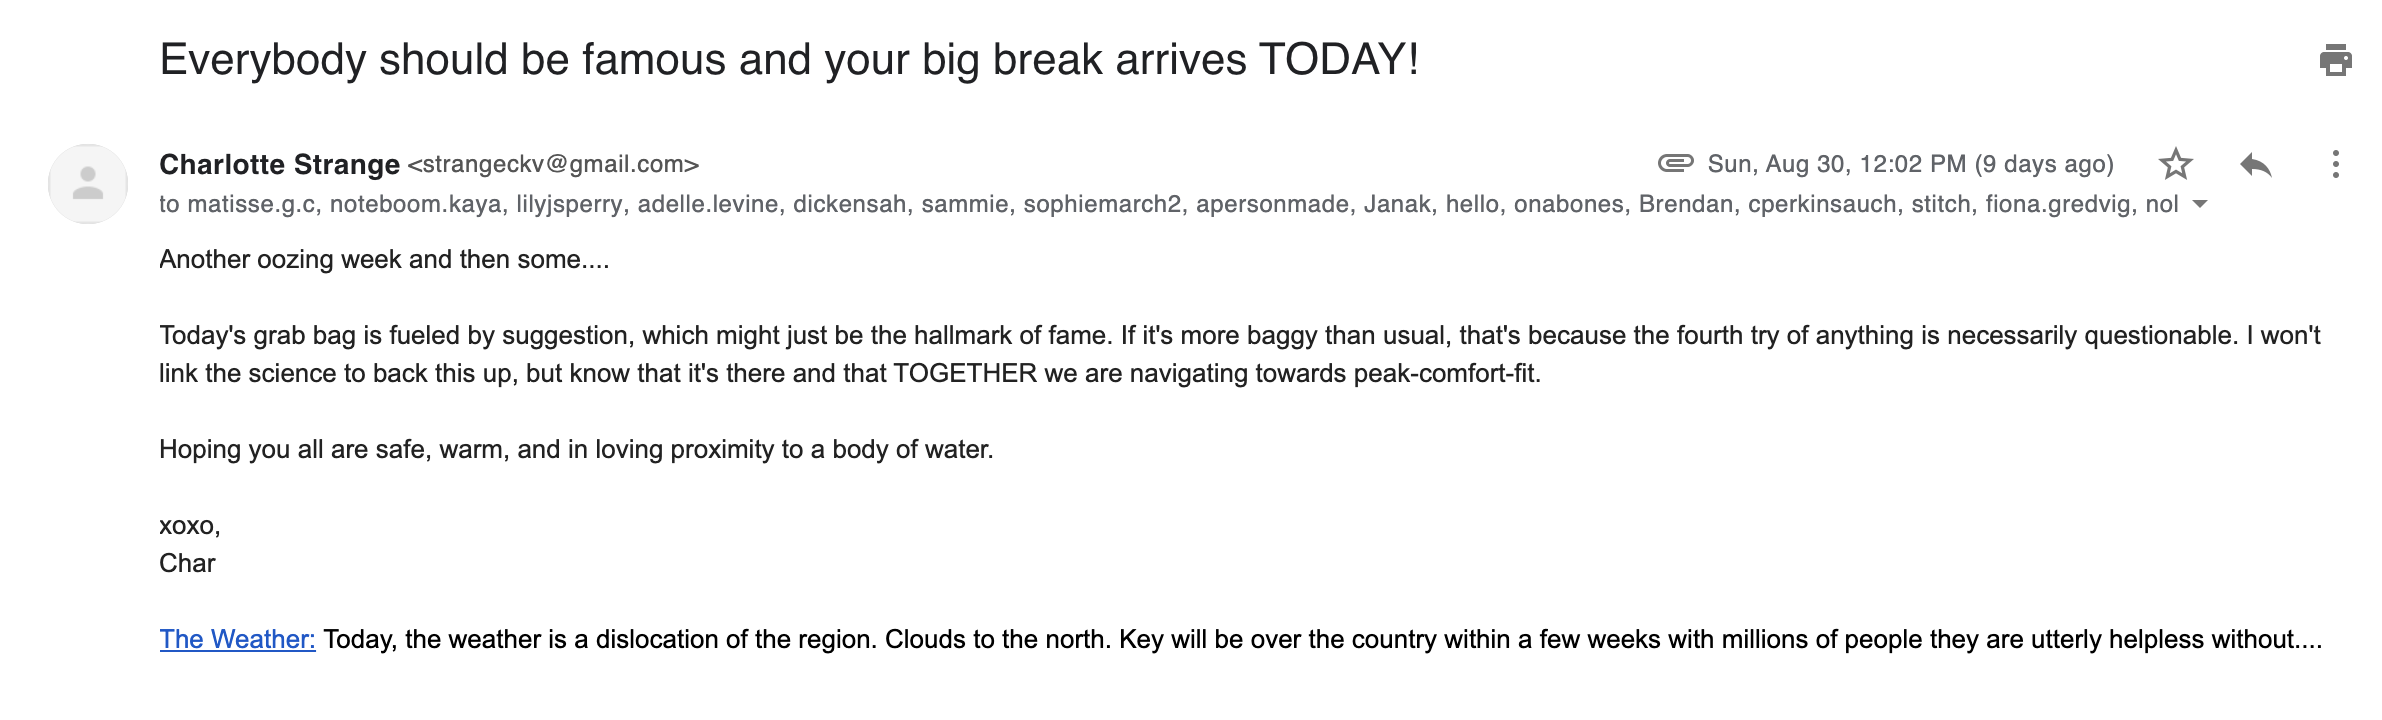 Everybody should be famous and your big break arrives TODAY!
Charlotte Strange <strangeckv@gmail.com>
Sun, Aug 30, 12:02 PM (9 days ago)
to matisse.g.c, noteboom.kaya, lilyjsperry, adelle.levine, dickensah, sammie, sophiemarch2, apersonmade, Janak, hello, onabones, Brendan, cperkinsauch, stitch, fiona.gredvig, nol
Another oozing week and then some....
Today's grab bag is fueled by suggestion, which might just be the hallmark of fame. If it's more baggy than usual, that's because the fourth try of anything is necessarily questionable. I won't
link the science to back this up, but know that it's there and that TOGETHER we are navigating towards peak-comfort-fit.
Hoping you all are safe, warm, and in loving proximity to a body of water.
xoxo,
Char
The Weather: Today, the weather is a dislocation of the region. Clouds to the north. Key will be over the country within a few weeks with millions of people they are utterly helpless without....